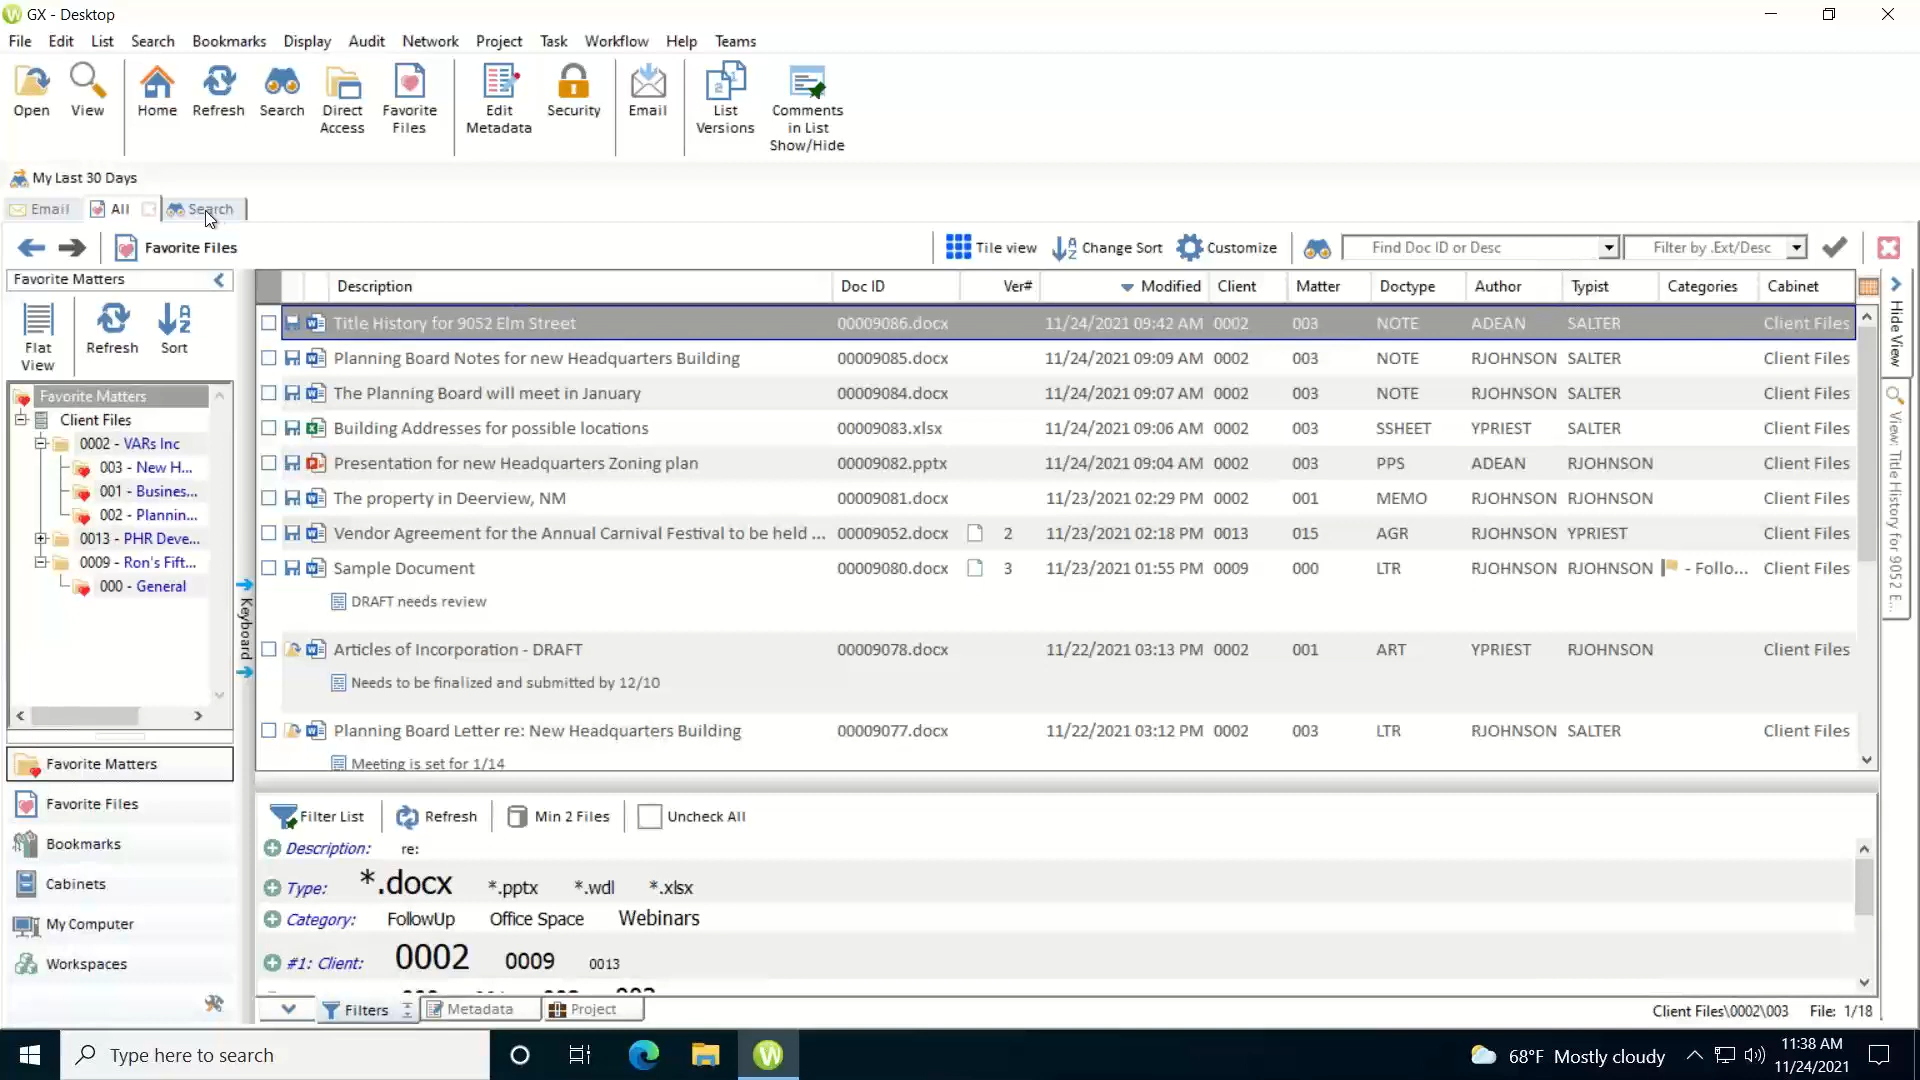 GX - Desktop
File Edit List Search Bookmarks Display Audit Network Project Task Workflow Help Teams
Open View Home Refresh Search Direct Access Favorite Files Edit Metadata Security Email List Versions Comments in List Show/Hide
My Last 30 Days
Email All Search
Favorite Files Tile view Change Sort Customize Find Doc ID or Desc Filter by .Ext/Desc
Favorite Matters
Flat View Refresh Sort
Favorite Matters
Client Files
0002 - VARs Inc
003 - New H...
001 - Busines...
002 - Plannin...
0013 - PHR Deve...
0009 - Ron's Fift...
000 - General
Favorite Matters
Favorite Files
Bookmarks
Cabinets
My Computer
Workspaces
Keyboard
Description Doc ID Ver# Modified Client Matter Doctype Author Typist Categories Cabinet
Title History for 9052 Elm Street 00009086.docx 11/24/2021 09:42 AM 0002 003 NOTE ADEAN SALTER Client Files
Planning Board Notes for new Headquarters Building 00009085.docx 11/24/2021 09:09 AM 0002 003 NOTE RJOHNSON SALTER Client Files
The Planning Board will meet in January 00009084.docx 11/24/2021 09:07 AM 0002 003 NOTE RJOHNSON SALTER Client Files
Building Addresses for possible locations 00009083.xlsx 11/24/2021 09:06 AM 0002 003 SSHEET YPRIEST SALTER Client Files
Presentation for new Headquarters Zoning plan 00009082.pptx 11/24/2021 09:04 AM 0002 003 PPS ADEAN RJOHNSON Client Files
The property in Deerview, NM 00009081.docx 11/23/2021 02:29 PM 0002 001 MEMO RJOHNSON RJOHNSON Client Files
Vendor Agreement for the Annual Carnival Festival to be held ... 00009052.docx 2 11/23/2021 02:18 PM 0013 015 AGR RJOHNSON YPRIEST Client Files
Sample Document 00009080.docx 3 11/23/2021 01:55 PM 0009 000 LTR RJOHNSON RJOHNSON - Follo... Client Files
DRAFT needs review
Articles of Incorporation - DRAFT 00009078.docx 11/22/2021 03:13 PM 0002 001 ART YPRIEST RJOHNSON Client Files
Needs to be finalized and submitted by 12/10
Planning Board Letter re: New Headquarters Building 00009077.docx 11/22/2021 03:12 PM 0002 003 LTR RJOHNSON SALTER Client Files
Meeting is set for 1/14
Hide View
View: Title History for 9052 E...
Filter List Refresh Min 2 Files Uncheck All
Description: re:
Type: *.docx *.pptx *.wdl *.xlsx
Category: FollowUp Office Space Webinars
#1: Client: 0002 0009 0013
Filters Metadata Project
Client Files\0002\003 File: 1/18
Type here to search
68°F Mostly cloudy
11:38 AM
11/24/2021